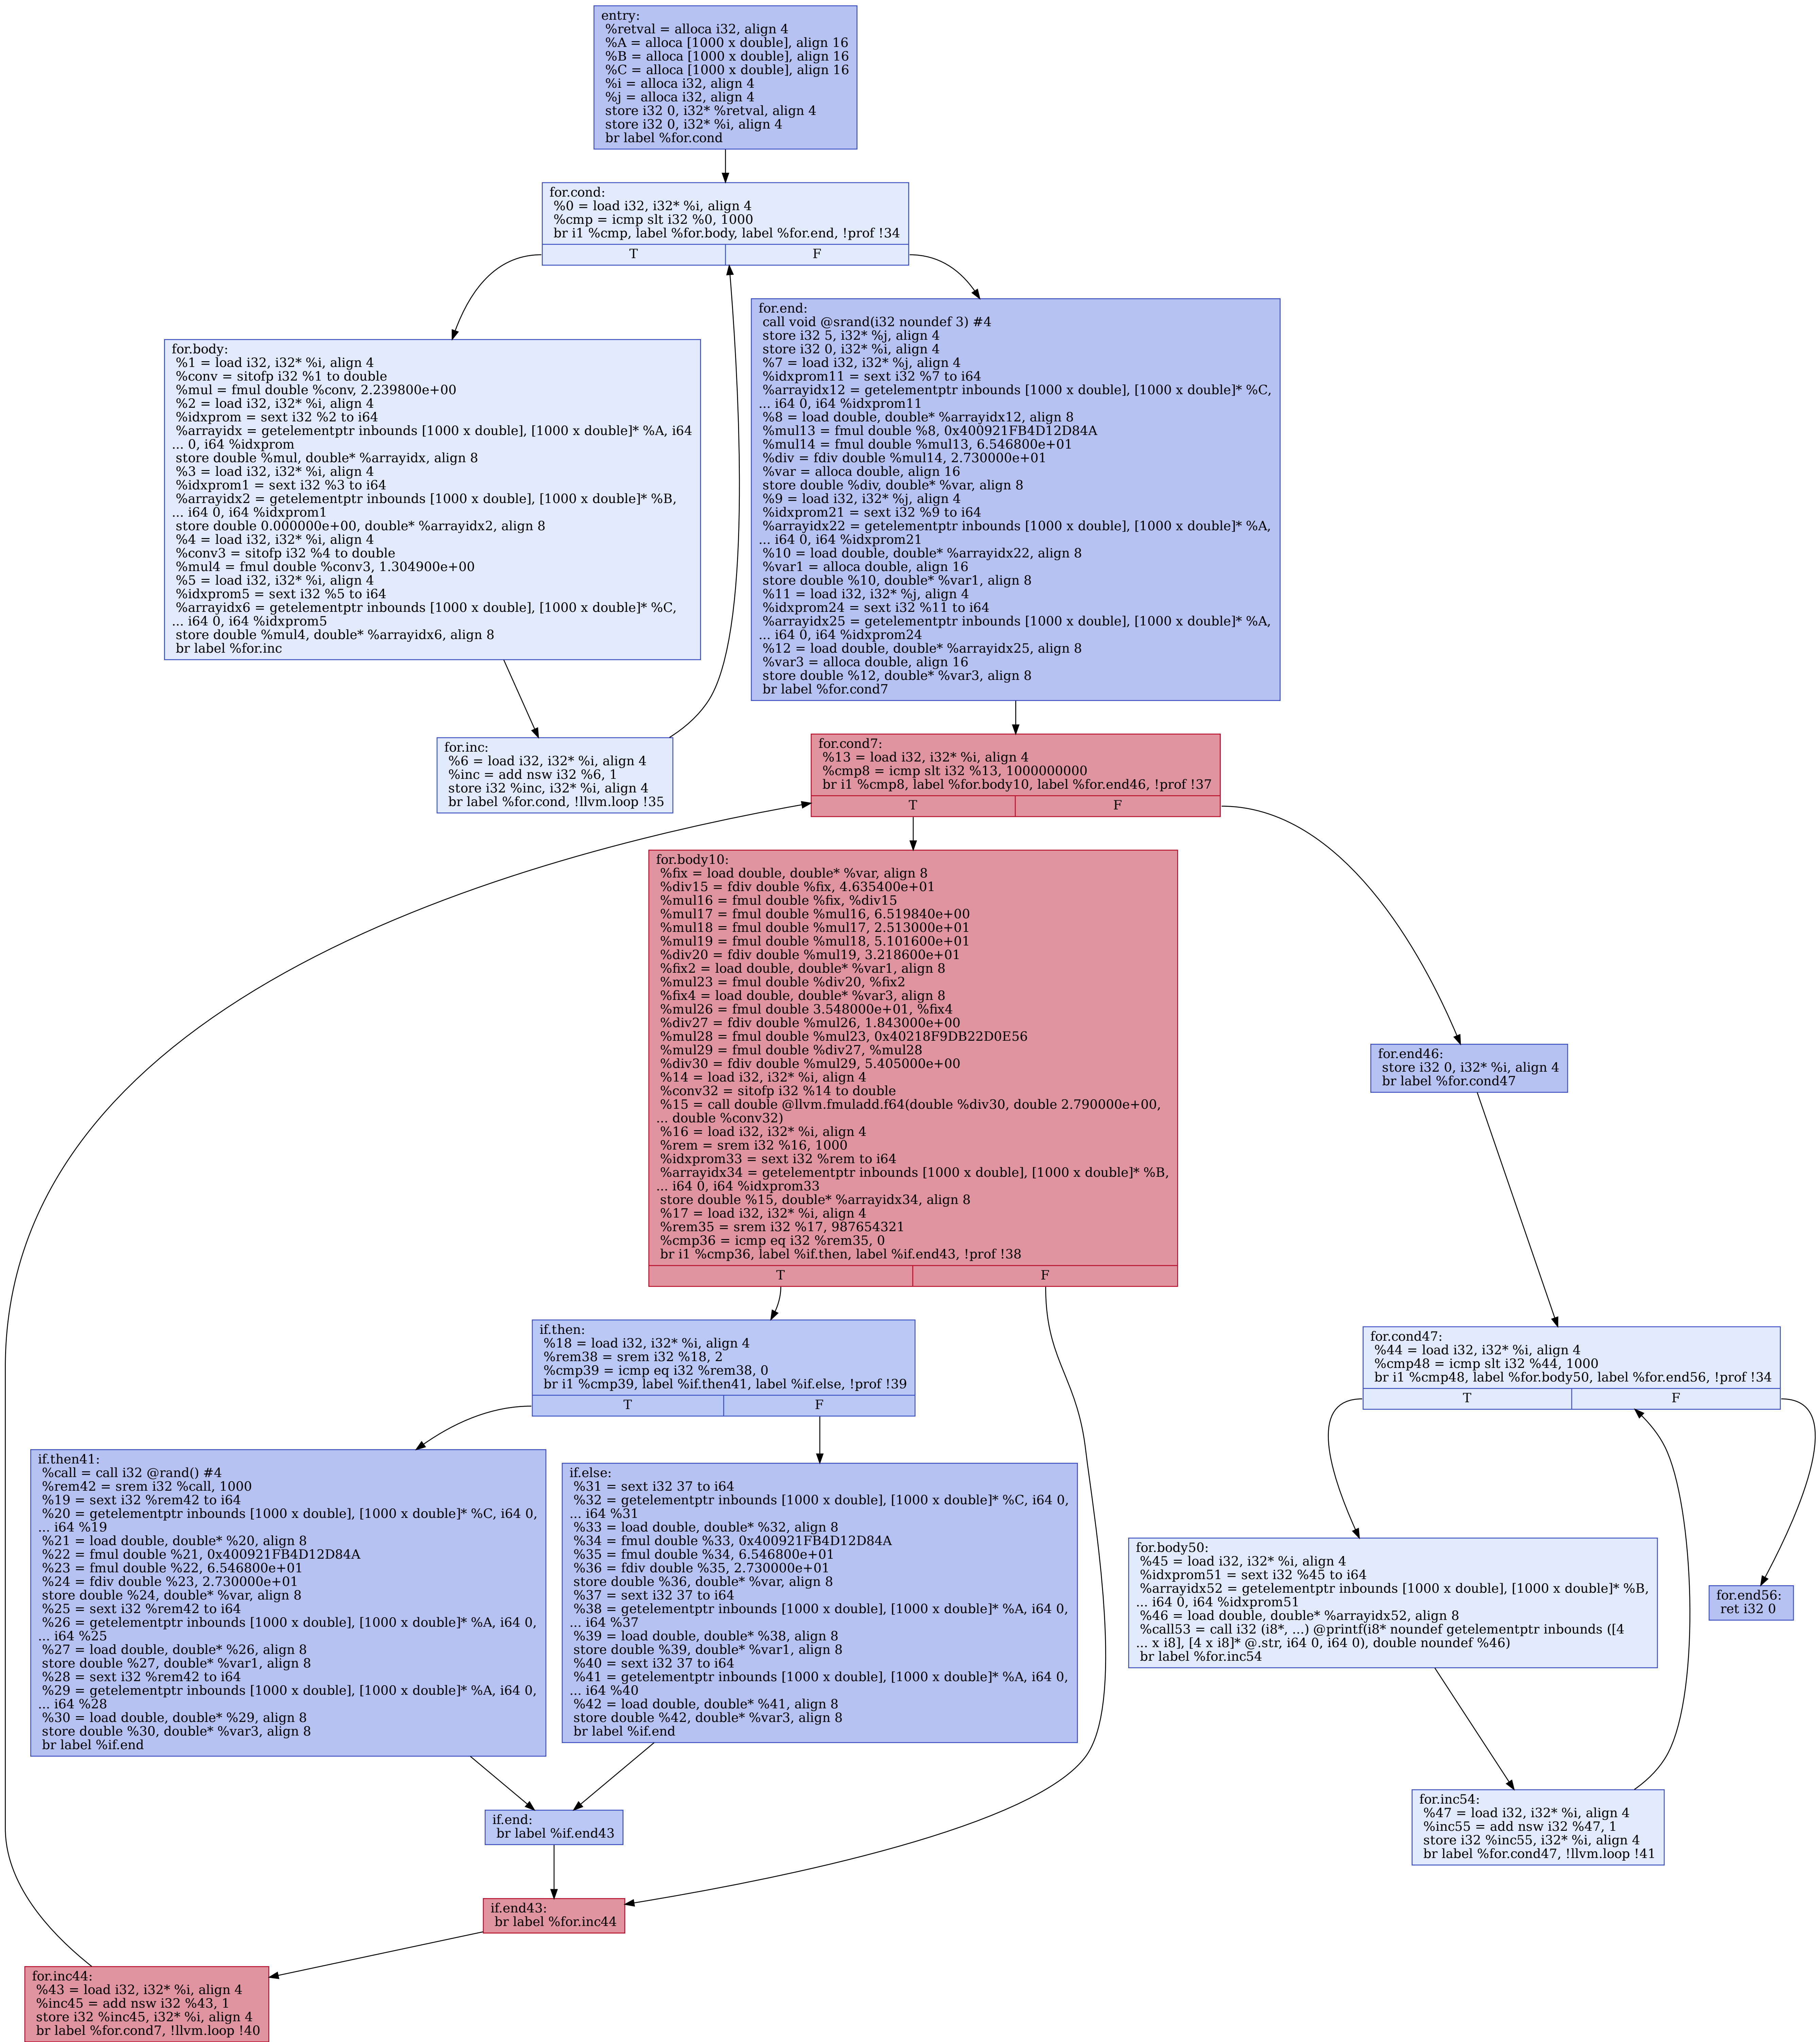 entry:
%retval = alloca i32, align 4
%A = alloca [1000 x double], align 16
%B = alloca [1000 x double], align 16
%C = alloca [1000 x double], align 16
%i = alloca i32, align 4
%j = alloca i32, align 4
store i32 0, i32* %retval, align 4
store i32 0, i32* %i, align 4
br label %for.cond
for.cond:
%0 = load i32, i32* %i, align 4
%cmp = icmp slt i32 %0, 1000
br i1 %cmp, label %for.body, label %for.end, !prof !34
T F
for.body:
%1 = load i32, i32* %i, align 4
%conv = sitofp i32 %1 to double
%mul = fmul double %conv, 2.239800e+00
%2 = load i32, i32* %i, align 4
%idxprom = sext i32 %2 to i64
%arrayidx = getelementptr inbounds [1000 x double], [1000 x double]* %A, i64
... 0, i64 %idxprom
store double %mul, double* %arrayidx, align 8
%3 = load i32, i32* %i, align 4
%idxprom1 = sext i32 %3 to i64
%arrayidx2 = getelementptr inbounds [1000 x double], [1000 x double]* %B,
... i64 0, i64 %idxprom1
store double 0.000000e+00, double* %arrayidx2, align 8
%4 = load i32, i32* %i, align 4
%conv3 = sitofp i32 %4 to double
%mul4 = fmul double %conv3, 1.304900e+00
%5 = load i32, i32* %i, align 4
%idxprom5 = sext i32 %5 to i64
%arrayidx6 = getelementptr inbounds [1000 x double], [1000 x double]* %C,
... i64 0, i64 %idxprom5
store double %mul4, double* %arrayidx6, align 8
br label %for.inc
for.inc:
%6 = load i32, i32* %i, align 4
%inc = add nsw i32 %6, 1
store i32 %inc, i32* %i, align 4
br label %for.cond, !llvm.loop !35
for.end:
call void @srand(i32 noundef 3) #4
store i32 5, i32* %j, align 4
store i32 0, i32* %i, align 4
%7 = load i32, i32* %j, align 4
%idxprom11 = sext i32 %7 to i64
%arrayidx12 = getelementptr inbounds [1000 x double], [1000 x double]* %C,
... i64 0, i64 %idxprom11
%8 = load double, double* %arrayidx12, align 8
%mul13 = fmul double %8, 0x400921FB4D12D84A
%mul14 = fmul double %mul13, 6.546800e+01
%div = fdiv double %mul14, 2.730000e+01
%var = alloca double, align 16
store double %div, double* %var, align 8
%9 = load i32, i32* %j, align 4
%idxprom21 = sext i32 %9 to i64
%arrayidx22 = getelementptr inbounds [1000 x double], [1000 x double]* %A,
... i64 0, i64 %idxprom21
%10 = load double, double* %arrayidx22, align 8
%var1 = alloca double, align 16
store double %10, double* %var1, align 8
%11 = load i32, i32* %j, align 4
%idxprom24 = sext i32 %11 to i64
%arrayidx25 = getelementptr inbounds [1000 x double], [1000 x double]* %A,
... i64 0, i64 %idxprom24
%12 = load double, double* %arrayidx25, align 8
%var3 = alloca double, align 16
store double %12, double* %var3, align 8
br label %for.cond7
for.cond7:
%13 = load i32, i32* %i, align 4
%cmp8 = icmp slt i32 %13, 1000000000
br i1 %cmp8, label %for.body10, label %for.end46, !prof !37
T F
for.body10:
%fix = load double, double* %var, align 8
%div15 = fdiv double %fix, 4.635400e+01
%mul16 = fmul double %fix, %div15
%mul17 = fmul double %mul16, 6.519840e+00
%mul18 = fmul double %mul17, 2.513000e+01
%mul19 = fmul double %mul18, 5.101600e+01
%div20 = fdiv double %mul19, 3.218600e+01
%fix2 = load double, double* %var1, align 8
%mul23 = fmul double %div20, %fix2
%fix4 = load double, double* %var3, align 8
%mul26 = fmul double 3.548000e+01, %fix4
%div27 = fdiv double %mul26, 1.843000e+00
%mul28 = fmul double %mul23, 0x40218F9DB22D0E56
%mul29 = fmul double %div27, %mul28
%div30 = fdiv double %mul29, 5.405000e+00
%14 = load i32, i32* %i, align 4
%conv32 = sitofp i32 %14 to double
%15 = call double @llvm.fmuladd.f64(double %div30, double 2.790000e+00,
... double %conv32)
%16 = load i32, i32* %i, align 4
%rem = srem i32 %16, 1000
%idxprom33 = sext i32 %rem to i64
%arrayidx34 = getelementptr inbounds [1000 x double], [1000 x double]* %B,
... i64 0, i64 %idxprom33
store double %15, double* %arrayidx34, align 8
%17 = load i32, i32* %i, align 4
%rem35 = srem i32 %17, 987654321
%cmp36 = icmp eq i32 %rem35, 0
br i1 %cmp36, label %if.then, label %if.end43, !prof !38
T F
for.end46:
store i32 0, i32* %i, align 4
br label %for.cond47
if.then:
%18 = load i32, i32* %i, align 4
%rem38 = srem i32 %18, 2
%cmp39 = icmp eq i32 %rem38, 0
br i1 %cmp39, label %if.then41, label %if.else, !prof !39
T F
for.cond47:
%44 = load i32, i32* %i, align 4
%cmp48 = icmp slt i32 %44, 1000
br i1 %cmp48, label %for.body50, label %for.end56, !prof !34
T F
if.then41:
%call = call i32 @rand() #4
%rem42 = srem i32 %call, 1000
%19 = sext i32 %rem42 to i64
%20 = getelementptr inbounds [1000 x double], [1000 x double]* %C, i64 0,
... i64 %19
%21 = load double, double* %20, align 8
%22 = fmul double %21, 0x400921FB4D12D84A
%23 = fmul double %22, 6.546800e+01
%24 = fdiv double %23, 2.730000e+01
store double %24, double* %var, align 8
%25 = sext i32 %rem42 to i64
%26 = getelementptr inbounds [1000 x double], [1000 x double]* %A, i64 0,
... i64 %25
%27 = load double, double* %26, align 8
store double %27, double* %var1, align 8
%28 = sext i32 %rem42 to i64
%29 = getelementptr inbounds [1000 x double], [1000 x double]* %A, i64 0,
... i64 %28
%30 = load double, double* %29, align 8
store double %30, double* %var3, align 8
br label %if.end
if.else:
%31 = sext i32 37 to i64
%32 = getelementptr inbounds [1000 x double], [1000 x double]* %C, i64 0,
... i64 %31
%33 = load double, double* %32, align 8
%34 = fmul double %33, 0x400921FB4D12D84A
%35 = fmul double %34, 6.546800e+01
%36 = fdiv double %35, 2.730000e+01
store double %36, double* %var, align 8
%37 = sext i32 37 to i64
%38 = getelementptr inbounds [1000 x double], [1000 x double]* %A, i64 0,
... i64 %37
%39 = load double, double* %38, align 8
store double %39, double* %var1, align 8
%40 = sext i32 37 to i64
%41 = getelementptr inbounds [1000 x double], [1000 x double]* %A, i64 0,
... i64 %40
%42 = load double, double* %41, align 8
store double %42, double* %var3, align 8
br label %if.end
for.body50:
%45 = load i32, i32* %i, align 4
%idxprom51 = sext i32 %45 to i64
%arrayidx52 = getelementptr inbounds [1000 x double], [1000 x double]* %B,
... i64 0, i64 %idxprom51
%46 = load double, double* %arrayidx52, align 8
%call53 = call i32 (i8*, ...) @printf(i8* noundef getelementptr inbounds ([4
... x i8], [4 x i8]* @.str, i64 0, i64 0), double noundef %46)
br label %for.inc54
for.end56:
ret i32 0
if.end:
br label %if.end43
for.inc54:
%47 = load i32, i32* %i, align 4
%inc55 = add nsw i32 %47, 1
store i32 %inc55, i32* %i, align 4
br label %for.cond47, !llvm.loop !41
if.end43:
br label %for.inc44
for.inc44:
%43 = load i32, i32* %i, align 4
%inc45 = add nsw i32 %43, 1
store i32 %inc45, i32* %i, align 4
br label %for.cond7, !llvm.loop !40